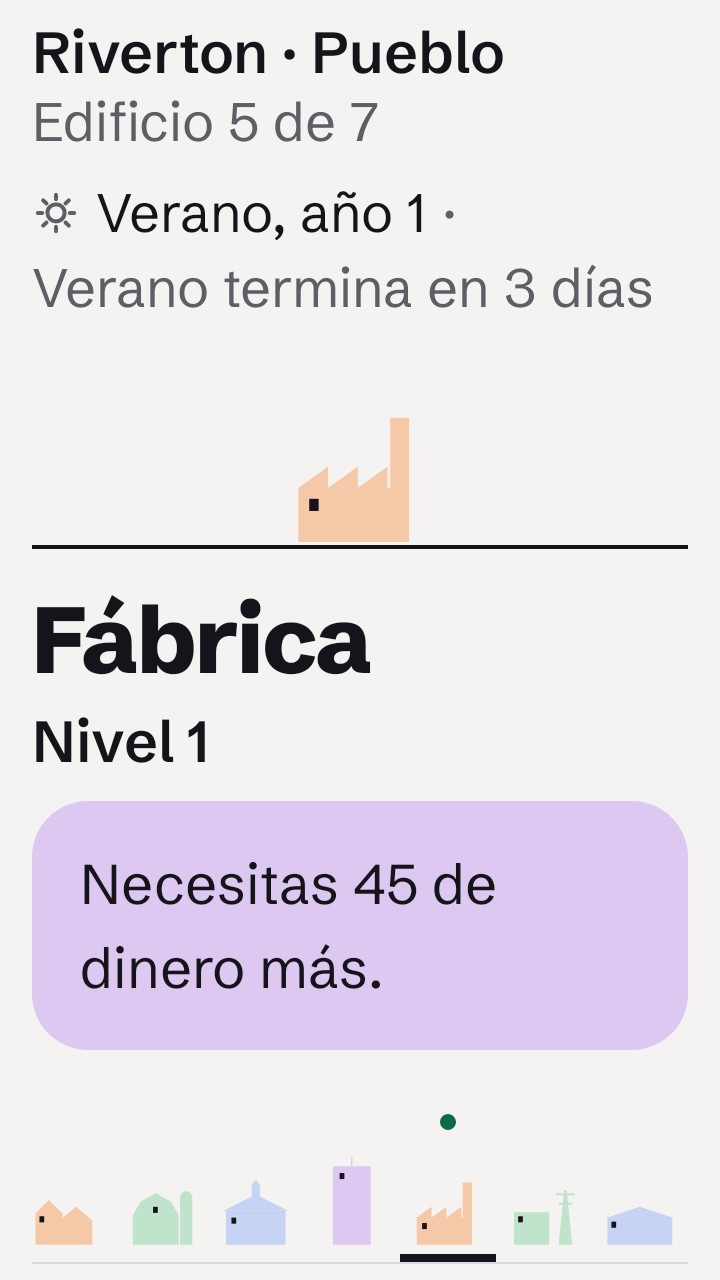 Riverton · Pueblo
Edificio 5 de 7
Verano, año 1 ·
Verano termina en 3 días
Fábrica
Nivel 1
Necesitas 45 de
dinero más.